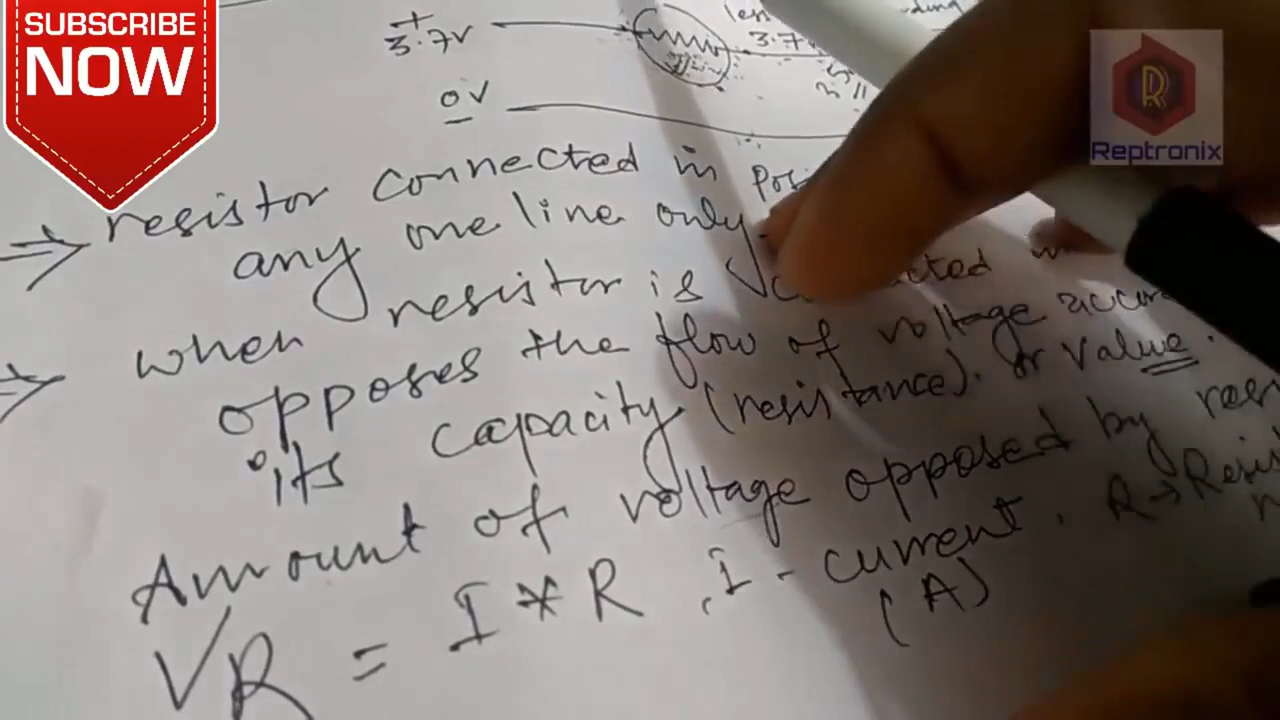 SUBSCRIBE
NOW
Reptronix
+
3.7v
3.7
0V
⇒ resistor connected in
any one line only.
⇒ when resistor is
opposes the flow of voltage
its capacity (resistance). or Value.
Amount of voltage opposed by
VR = I * R , I - current . R →
(A)